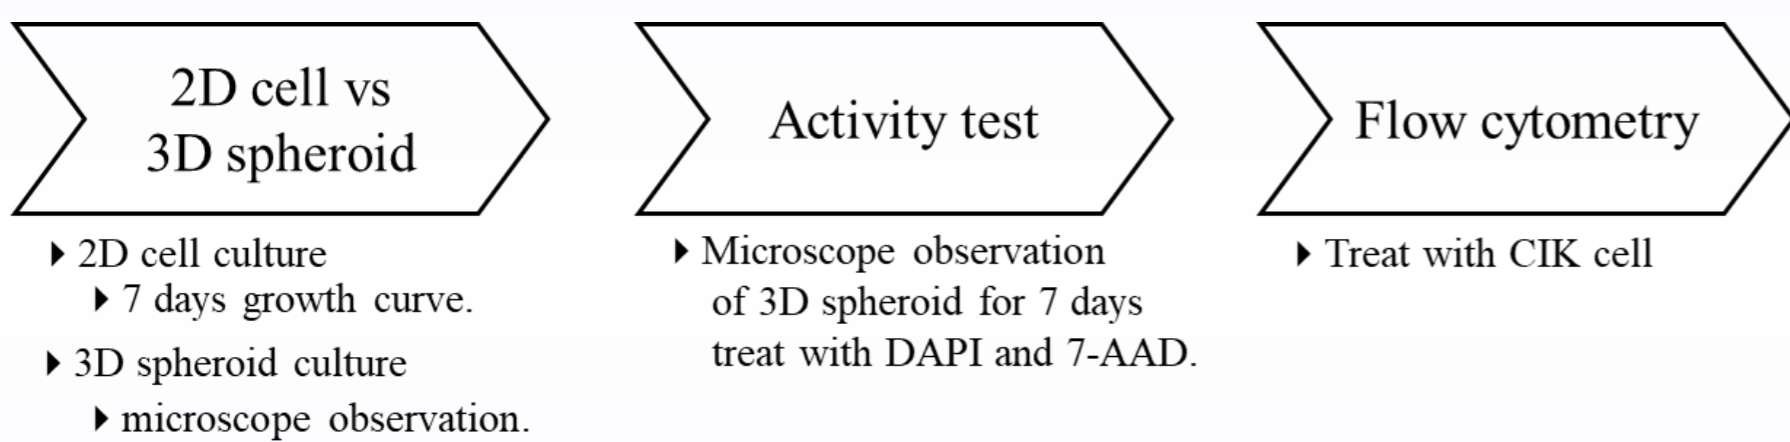 2D cell vs
3D spheroid
▸ 2D cell culture
▸ 7 days growth curve.
▸ 3D spheroid culture
▸ microscope observation.
Activity test
▸ Microscope observation
of 3D spheroid for 7 days
treat with DAPI and 7-AAD.
Flow cytometry
▸ Treat with CIK cell